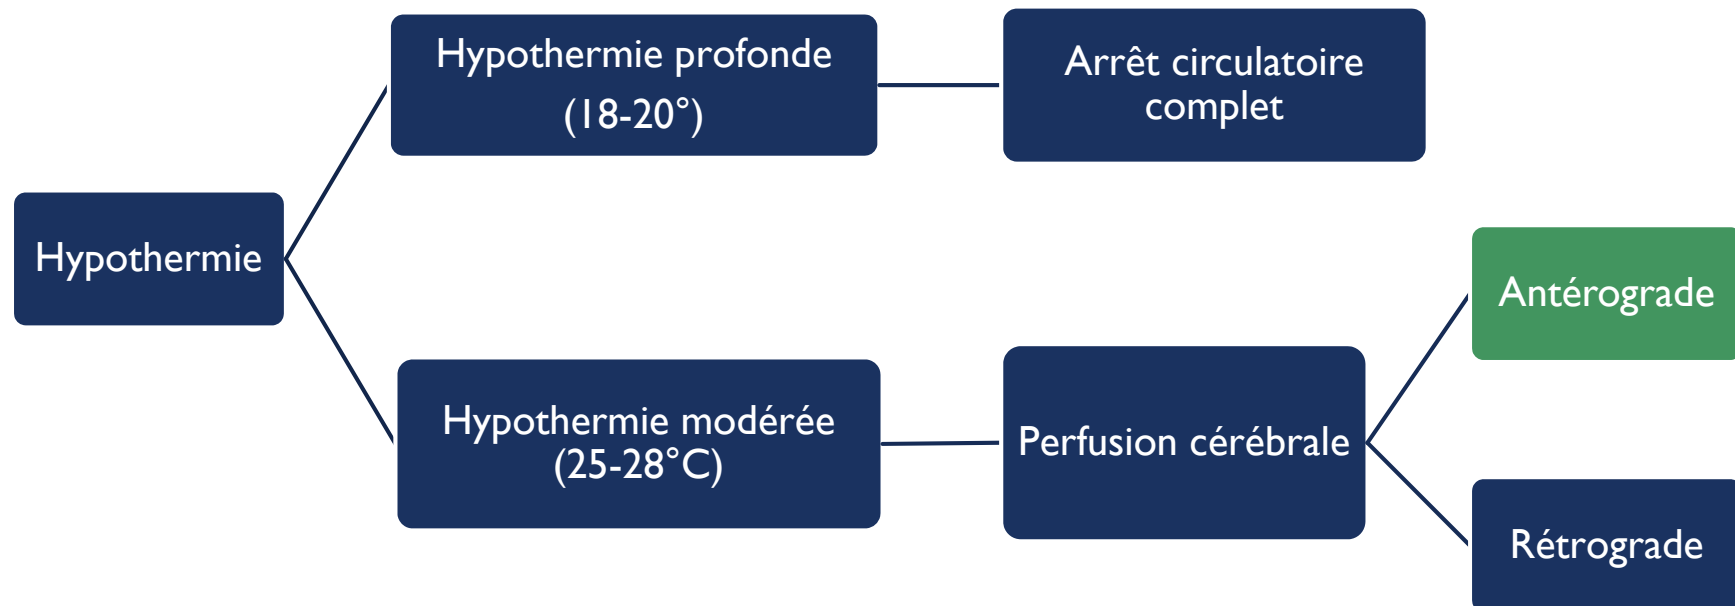 Hypothermie
Hypothermie profonde
(18-20°)
Arrêt circulatoire
complet
Hypothermie modérée
(25-28°C)
Perfusion cérébrale
Antérograde
Rétrograde